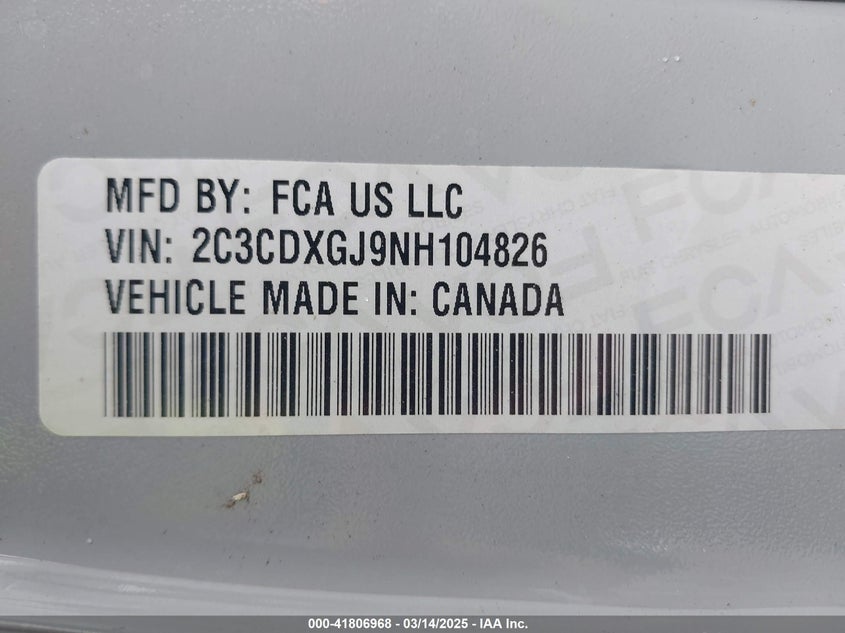 MFD BY: FCA US LLC
VIN: 2C3CDXGJ9NH104826
VEHICLE MADE IN: CANADA
000-41806968 - 03/14/2025 - IAA Inc.